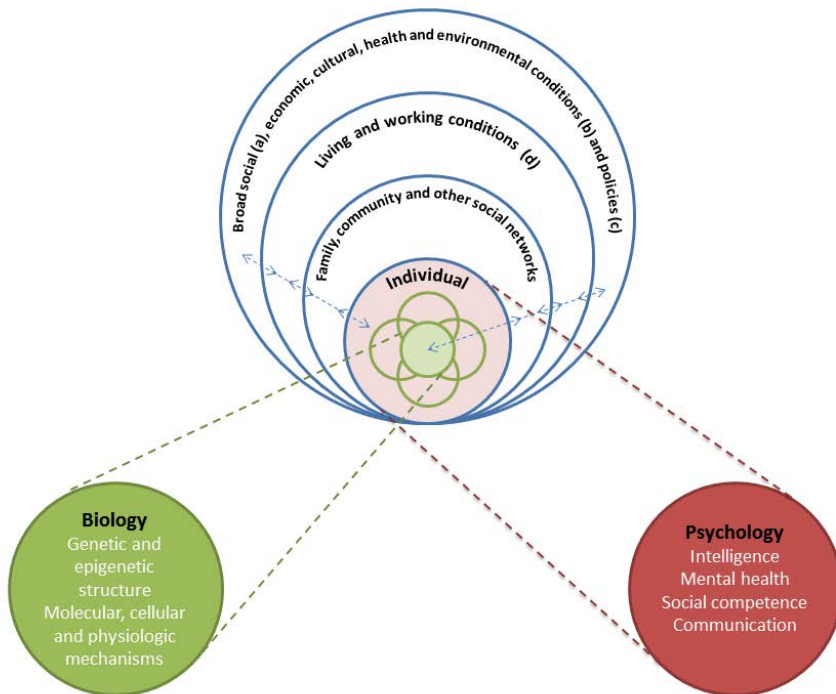 Broad social (a), economic, cultural, health and environmental conditions (b) and policies (c)
Living and working conditions (d)
Family, community and other social networks
Individual
Biology
Genetic and
epigenetic
structure
Molecular, cellular
and physiologic
mechanisms
Psychology
Intelligence
Mental health
Social competence
Communication